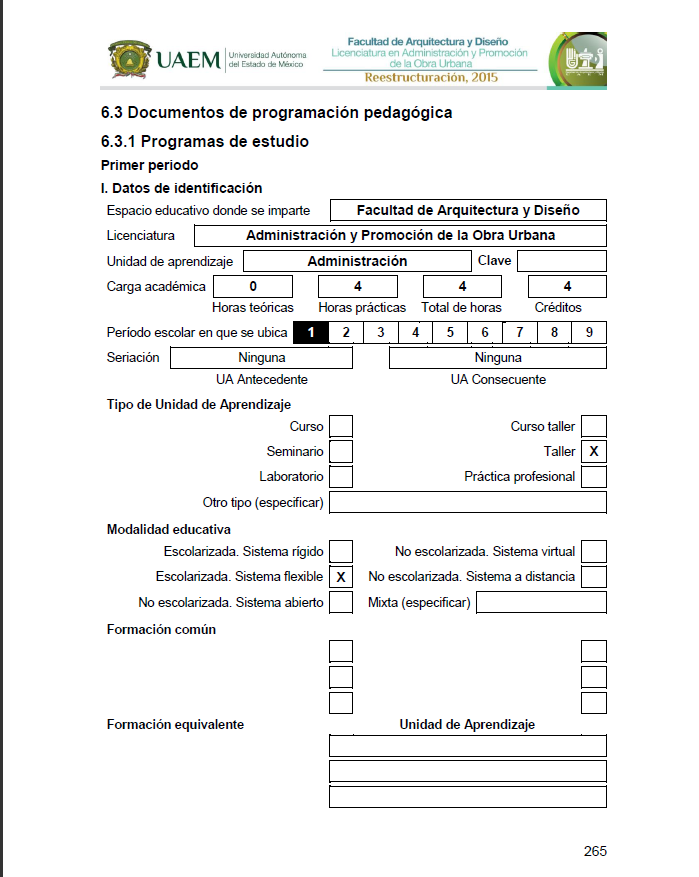 UAEM
Universidad Autónoma
del Estado de México
Facultad de Arquitectura y Diseño
Licenciatura en Administración y Promoción
de la Obra Urbana
Reestructuración, 2015
6.3 Documentos de programación pedagógica
6.3.1 Programas de estudio
Primer periodo
I. Datos de identificación
Espacio educativo donde se imparte Facultad de Arquitectura y Diseño
Licenciatura Administración y Promoción de la Obra Urbana
Unidad de aprendizaje Administración Clave
Carga académica 0 4 4 4
Horas teóricas Horas prácticas Total de horas Créditos
Período escolar en que se ubica 1 2 3 4 5 6 7 8 9
Seriación Ninguna Ninguna
UA Antecedente UA Consecuente
Tipo de Unidad de Aprendizaje
Curso Curso taller
Seminario Taller X
Laboratorio Práctica profesional
Otro tipo (especificar)
Modalidad educativa
Escolarizada. Sistema rígido No escolarizada. Sistema virtual
Escolarizada. Sistema flexible X No escolarizada. Sistema a distancia
No escolarizada. Sistema abierto Mixta (especificar)
Formación común
Formación equivalente Unidad de Aprendizaje
265